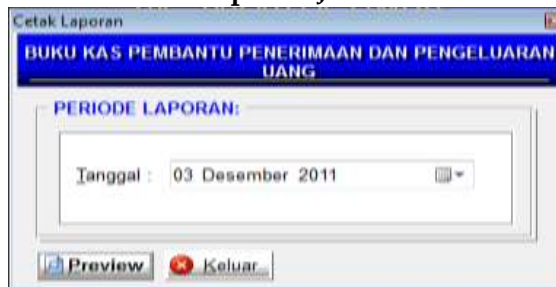 Cetak Laporan
BUKU KAS PEMBANTU PENERIMAAN DAN PENGELUARAN
UANG
PERIODE LAPORAN:
Tanggal : 03 Desember 2011
Preview Keluar